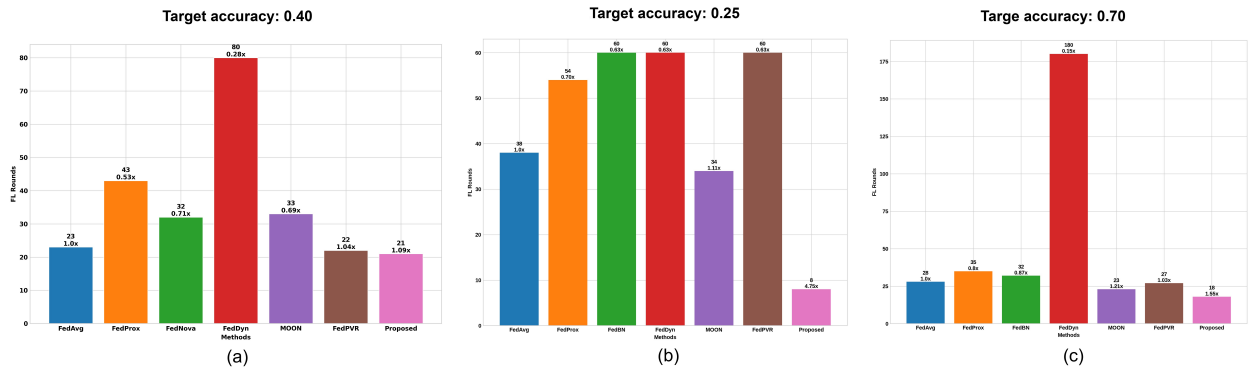 Target accuracy: 0.40
80
0.28x
80
70
60
50
43
0.53x
40
32
0.71x
33
0.69x
30
23
1.0x
22
1.04x
21
1.09x
20
10
0
FL Rounds
FedAvg FedProx FedNova FedDyn MOON FedPVR Proposed
Methods
(a)
Target accuracy: 0.25
60
0.63x
60
0.63x
60
0.63x
60
54
0.70x
50
38
1.0x
40
34
1.11x
30
20
8
4.75x
10
0
FL Rounds
FedAvg FedProx FedBN FedDyn MOON FedPVR Proposed
Methods
(b)
Targe accuracy: 0.70
180
0.15x
175
150
125
100
75
50
28
1.0x
35
0.8x
32
0.87x
23
1.21x
27
1.03x
18
1.55x
25
0
FL Rounds
FedAvg FedProx FedBN FedDyn MOON FedPVR Proposed
Methods
(c)